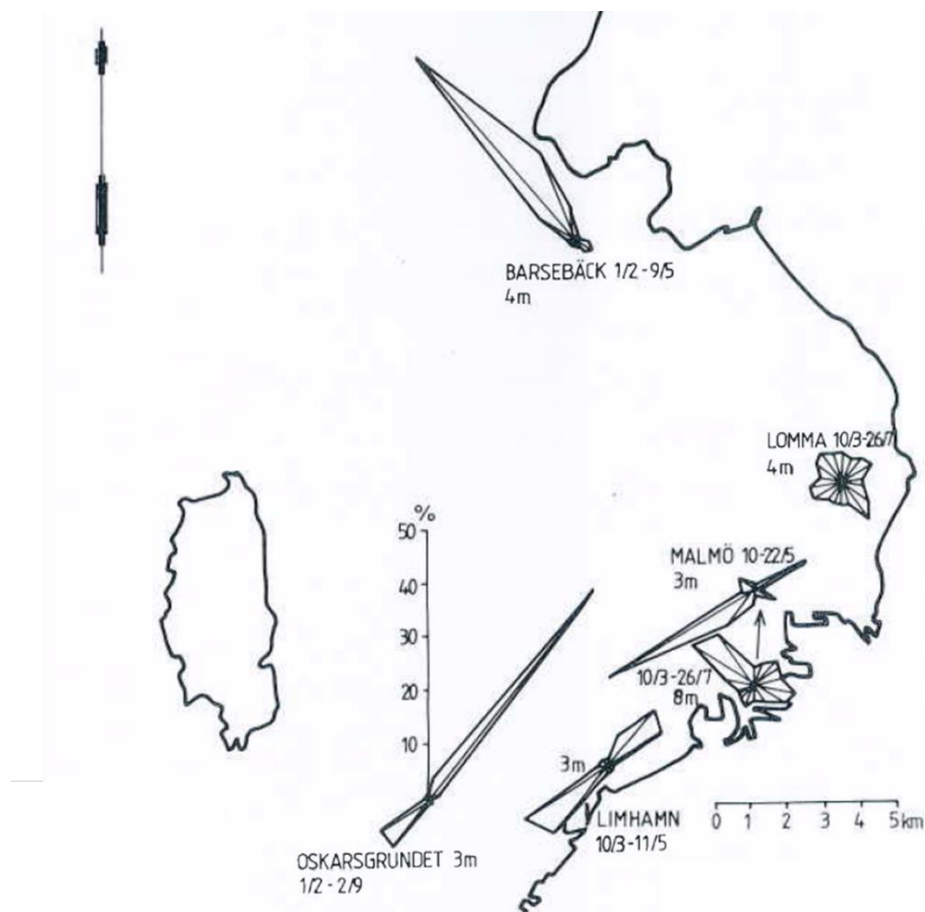 BARSEBÄCK 1/2-9/5
4m
LOMMA 10/3-26/7
4m
%
50
40
30
20
10
MALMÖ 10-22/5
3m
10/3-26/7
8m
3m
LIMHAMN
10/3-11/5
0 1 2 3 4 5km
OSKARSGRUNDET 3m
1/2-2/9